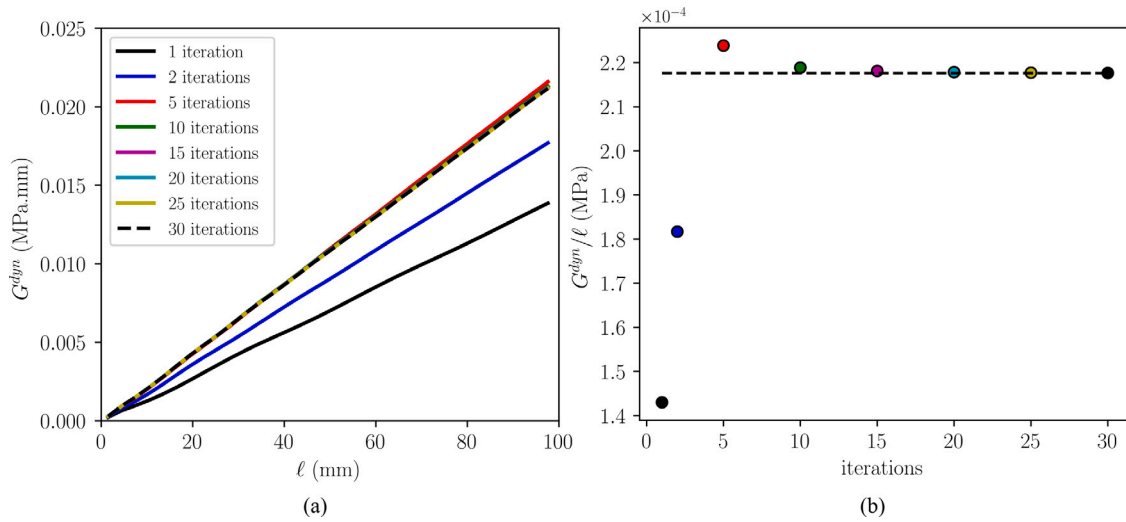 0.025
0.020
0.015
0.010
0.005
0.000
G^{dyn} (MPa.mm)
1 iteration
2 iterations
5 iterations
10 iterations
15 iterations
20 iterations
25 iterations
30 iterations
0 20 40 60 80 100
ℓ (mm)
(a)
×10⁻⁴
2.2
2.1
2.0
1.9
1.8
1.7
1.6
1.5
1.4
G^{dyn}/ℓ (MPa)
0 5 10 15 20 25 30
iterations
(b)